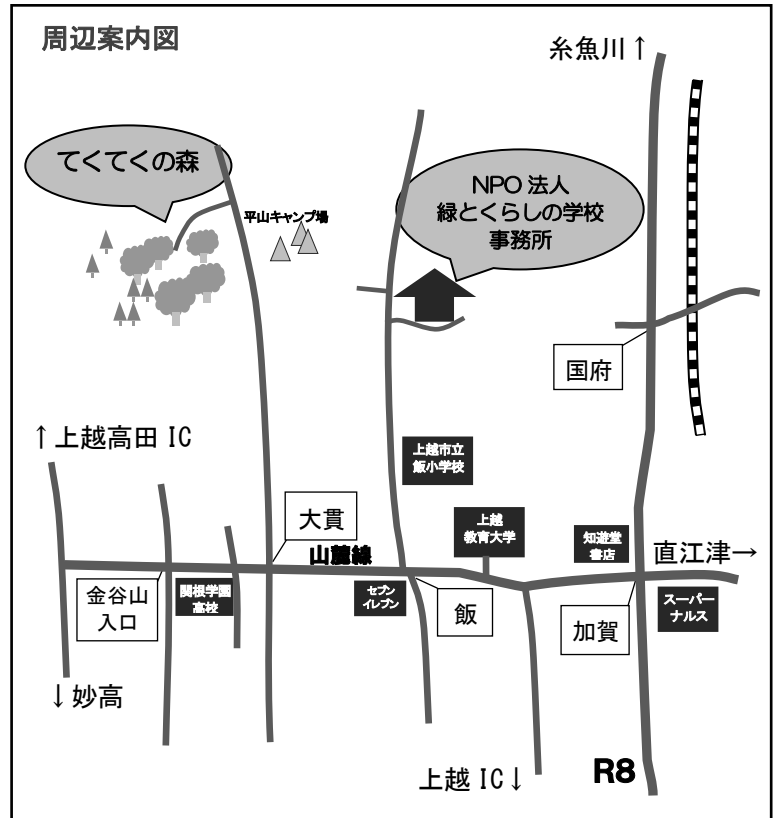 周辺案内図
糸魚川↑
てくてくの森
平山キャンプ場
NPO 法人
緑とくらしの学校
事務所
国府
↑上越高田 IC
上越市立
飯小学校
大貫
上越
教育大学
知遊堂
書店
直江津→
山麓線
金谷山
入口
関根学園
高校
セブン
イレブン
飯
加賀
スーパー
ナルス
↓妙高
上越 IC↓
R8